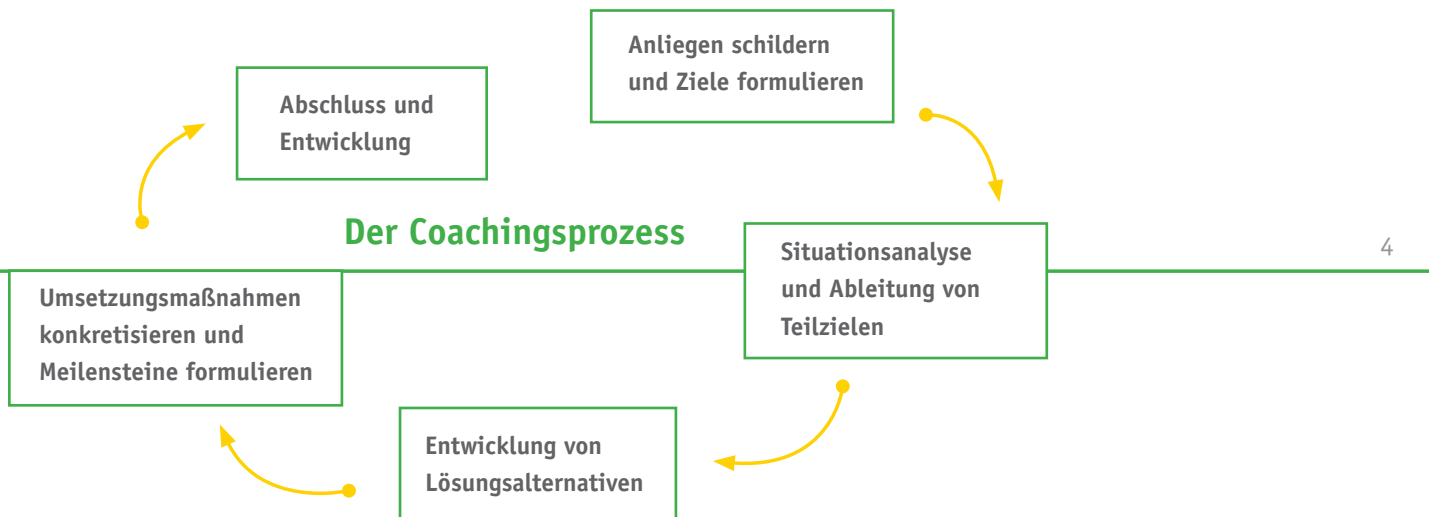 Anliegen schildern
und Ziele formulieren
Abschluss und
Entwicklung
Der Coachingsprozess
Situationsanalyse
und Ableitung von
Teilzielen
4
Umsetzungsmaßnahmen
konkretisieren und
Meilensteine formulieren
Entwicklung von
Lösungsalternativen